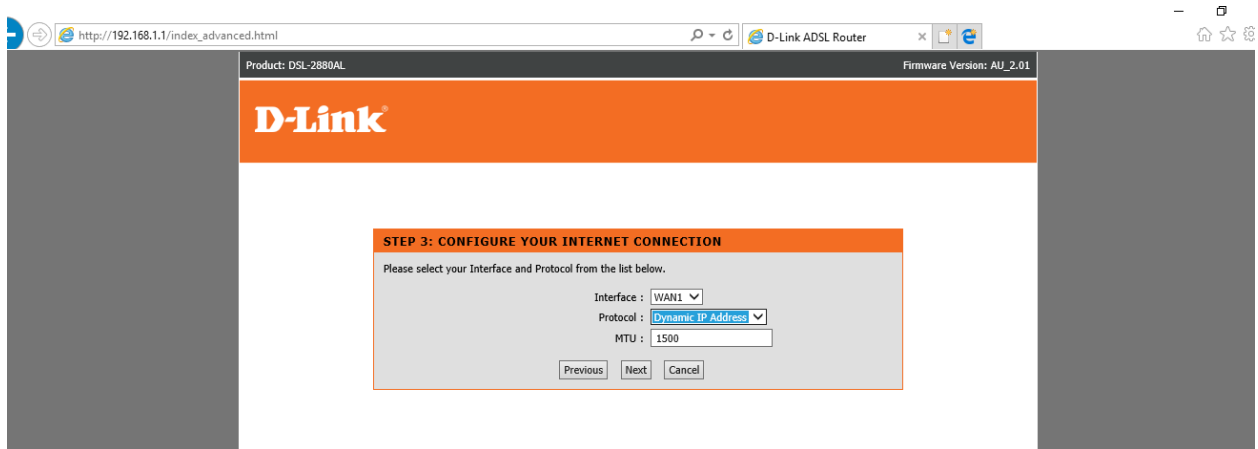 http://192.168.1.1/index_advanced.html D-Link ADSL Router
Product: DSL-2880AL Firmware Version: AU_2.01
D-Link®
STEP 3: CONFIGURE YOUR INTERNET CONNECTION
Please select your Interface and Protocol from the list below.
Interface : WAN1
Protocol : Dynamic IP Address
MTU : 1500
Previous Next Cancel